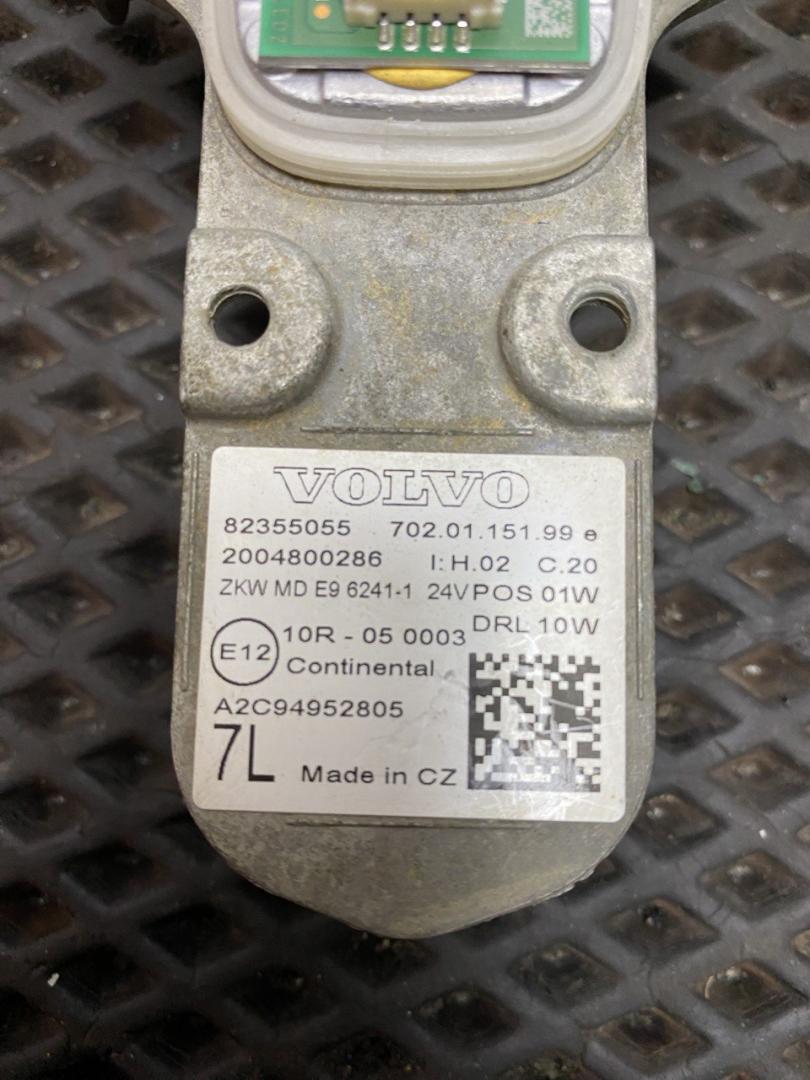 VOLVO
82355055 702.01.151.99 e
2004800286 I: H.02 C.20
ZKW MD E9 6241-1 24V POS 01W
DRL 10W
E12 10R - 05 0003
Continental
A2C94952805
7L Made in CZ